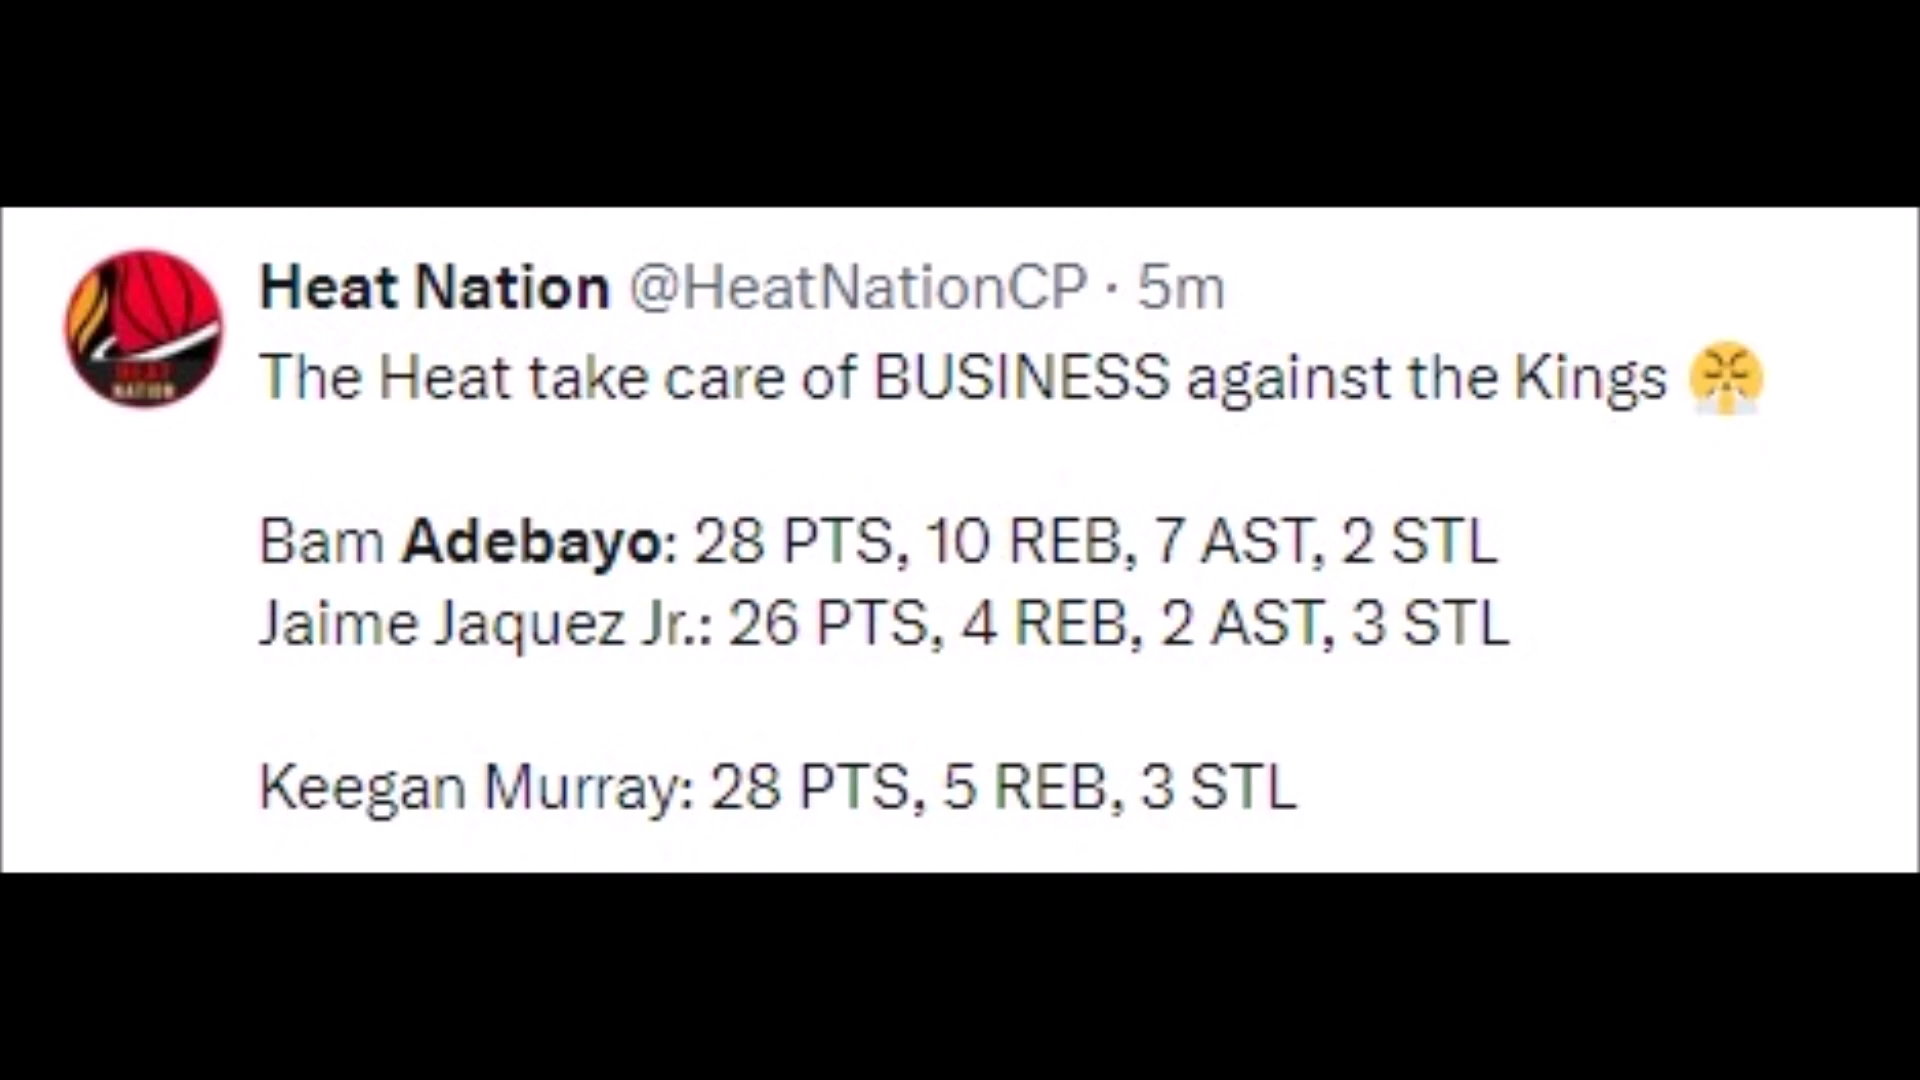 Heat Nation @HeatNationCP · 5m
The Heat take care of BUSINESS against the Kings 😤
Bam Adebayo: 28 PTS, 10 REB, 7 AST, 2 STL
Jaime Jaquez Jr.: 26 PTS, 4 REB, 2 AST, 3 STL
Keegan Murray: 28 PTS, 5 REB, 3 STL
HEAT
NATION